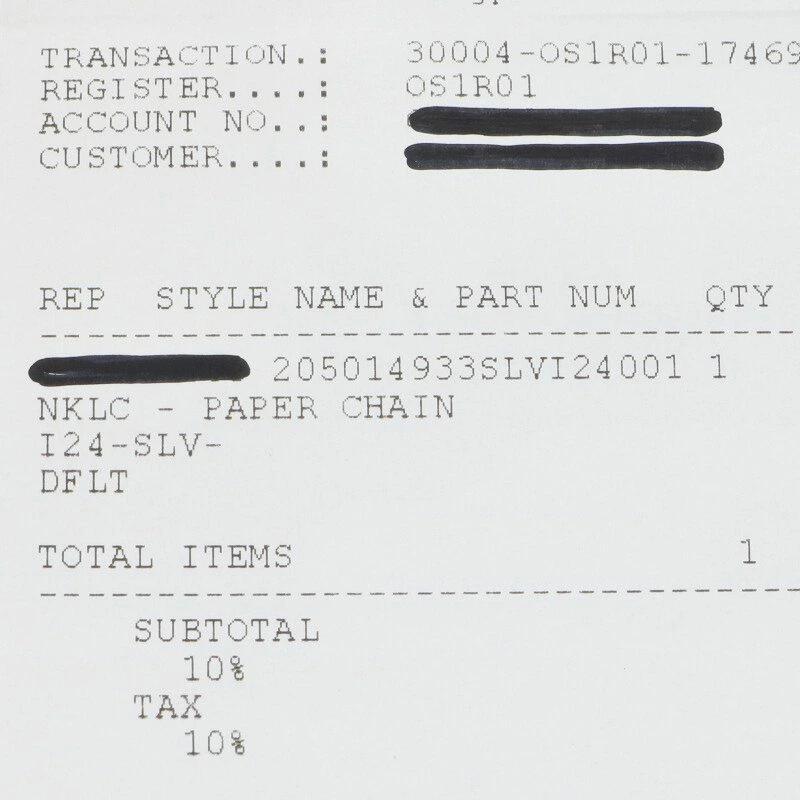 TRANSACTION.: 30004-OS1R01-17469
REGISTER....: OS1R01
ACCOUNT NO..:
CUSTOMER....:
REP STYLE NAME & PART NUM QTY
205014933SLVI24001 1
NKLC - PAPER CHAIN
I24-SLV-
DFLT
TOTAL ITEMS 1
SUBTOTAL
10%
TAX
10%